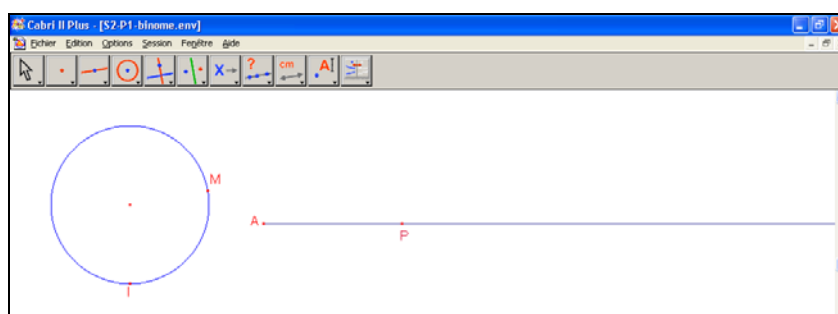 Cabri II Plus - [S2-P1-binome.env]
Fichier Edition Options Session Fenêtre Aide
X ? cm A
M
A
P
I